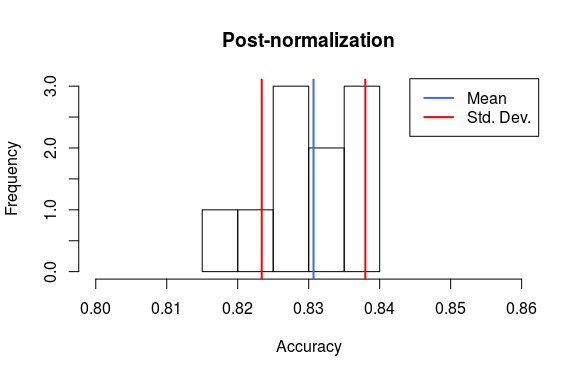 Post-normalization
Mean
Std. Dev.
Frequency
3.0
2.0
1.0
0.0
0.80 0.81 0.82 0.83 0.84 0.85 0.86
Accuracy